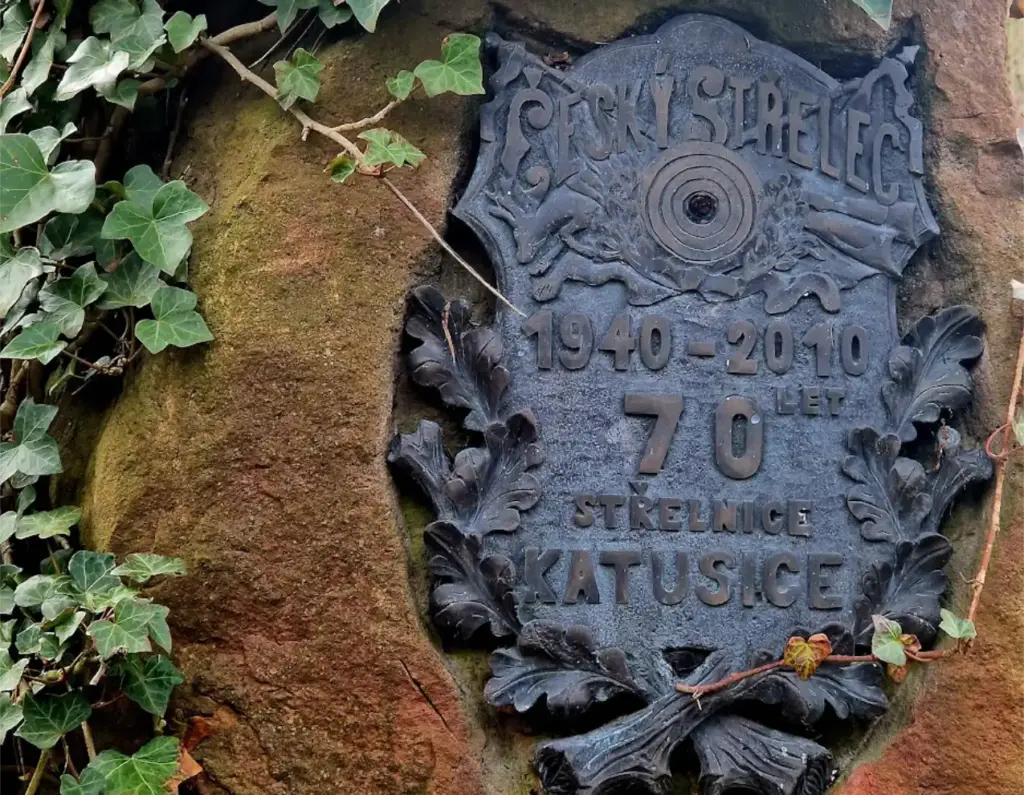 ČESKÝ STŘELEC
1940-2010
70 LET
STŘELNICE
KATUSICE